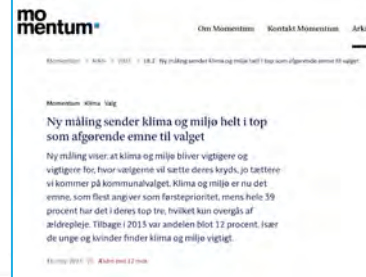 mo
mentum
Om Momentum Kontakt Momentum Arki
Momentum Klima Valg
Ny måling sender klima og miljø helt i top
som afgørende emne til valget
Ny måling viser, at klima og miljø bliver vigtigere og
vigtigere for, hvor vælgerne vil sætte deres kryds, jo tættere
vi kommer på kommunalvalget. Klima og miljø er nu det
emne, som flest angiver som førsteprioritet, mens hele 39
procent har det i deres top tre, hvilket kun overgås af
ældrepleje. Tilbage i 2013 var andelen blot 12 procent. Især
de unge og kvinder finder klima og miljø vigtigt.